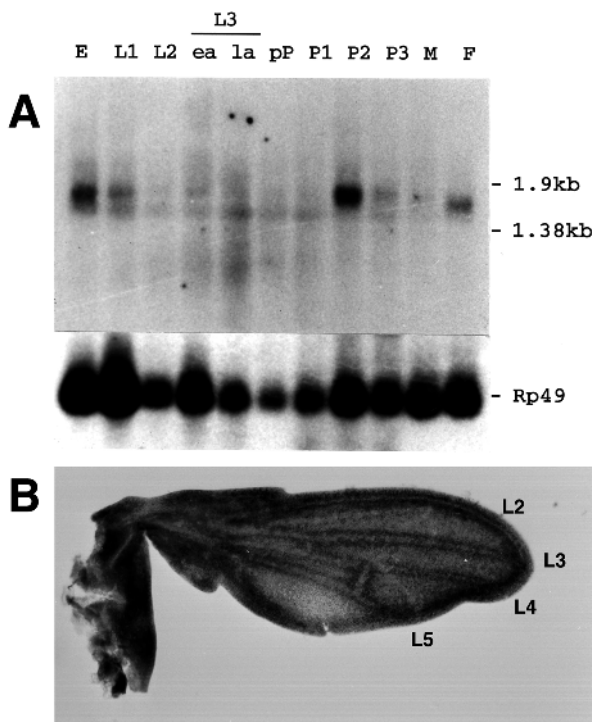 L3
E L1 L2 ea la pP P1 P2 P3 M F
A
- 1.9kb
- 1.38kb
- Rp49
B
L2
L3
L4
L5